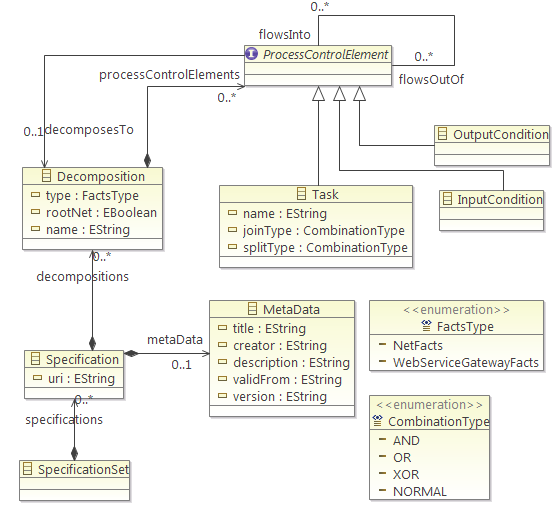 0..*
flowsInto
ProcessControlElement
0..*
flowsOutOf
processControlElements
0..*
0..1
decomposesTo
OutputCondition
Decomposition
type : FactsType
rootNet : EBoolean
name : EString
Task
name : EString
joinType : CombinationType
splitType : CombinationType
InputCondition
0..*
decompositions
MetaData
title : EString
creator : EString
description : EString
validFrom : EString
version : EString
metaData
0..1
<<enumeration>>
FactsType
NetFacts
WebServiceGatewayFacts
Specification
uri : EString
0..*
specifications
<<enumeration>>
CombinationType
AND
OR
XOR
NORMAL
SpecificationSet